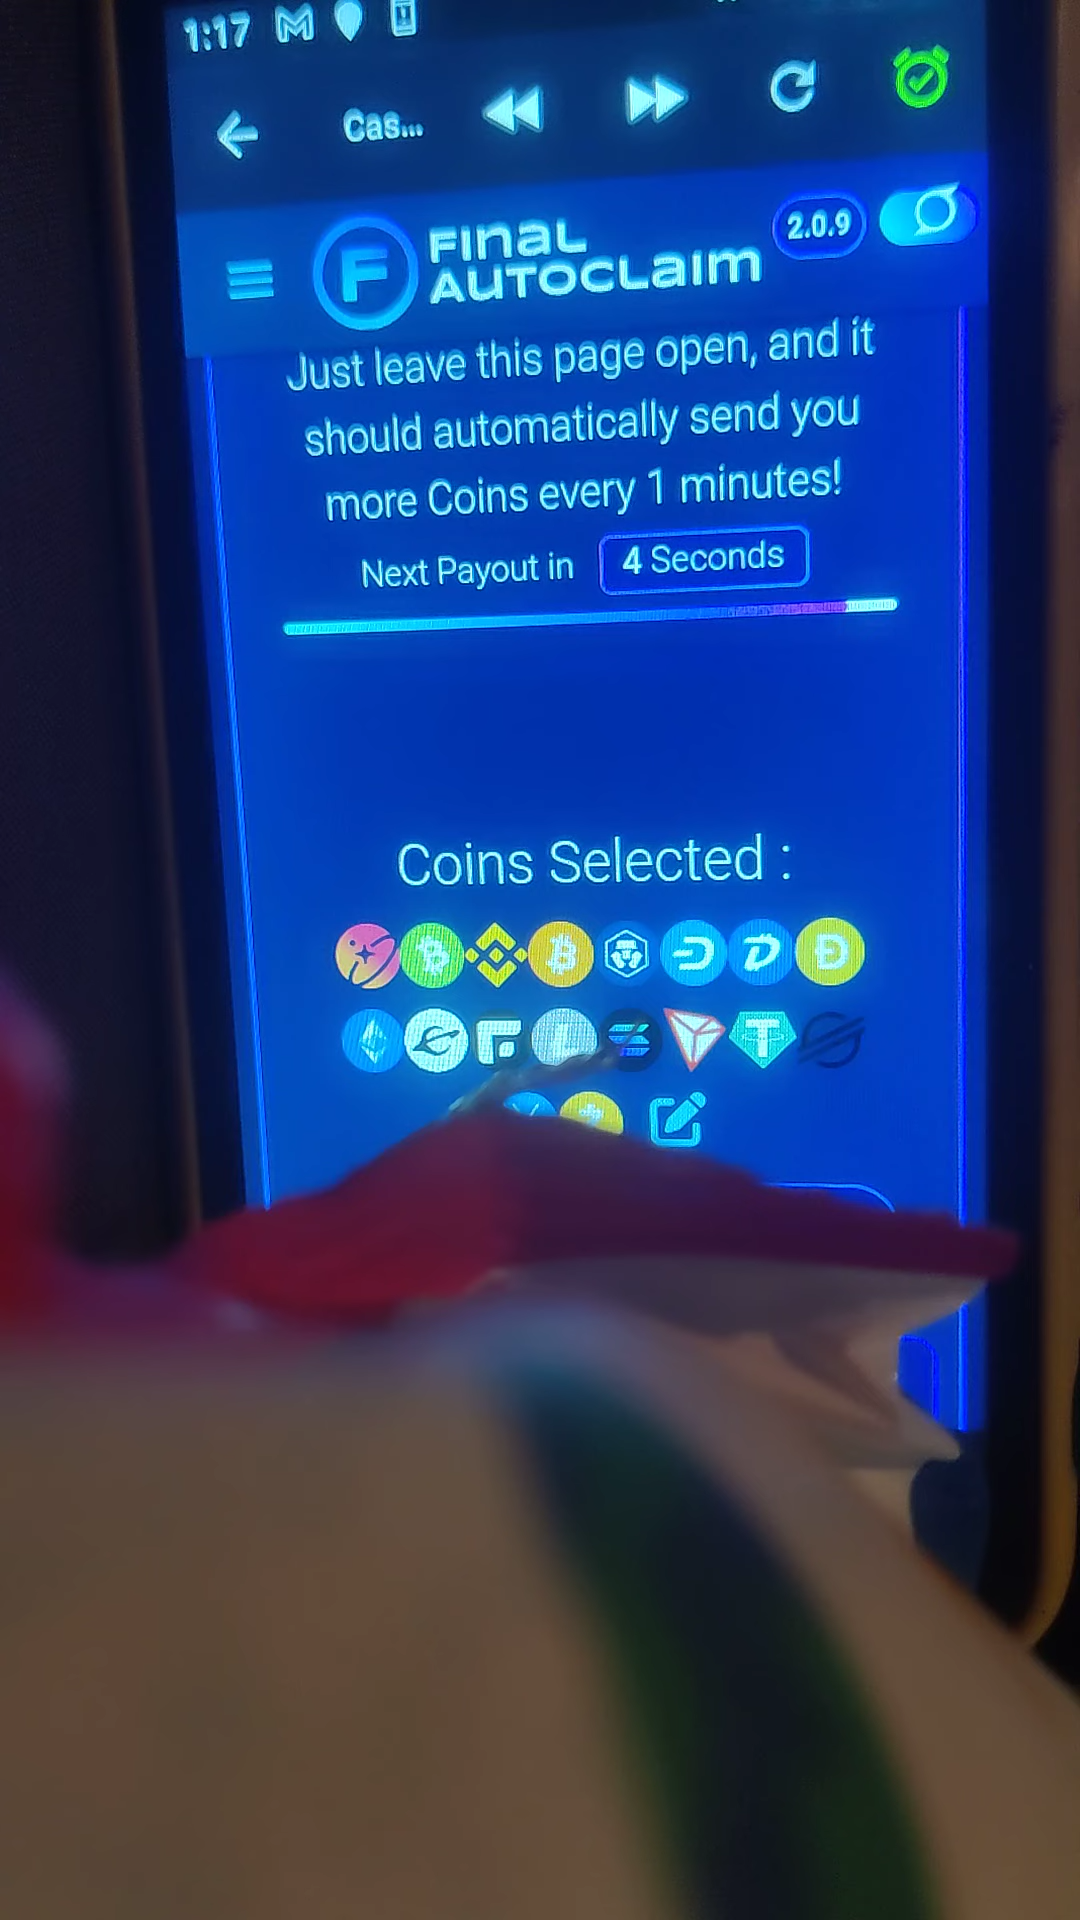 1:17
Cas...
Final
AUTOCLaim
2.0.9
Just leave this page open, and it
should automatically send you
more Coins every 1 minutes!
Next Payout in 4 Seconds
Coins Selected :